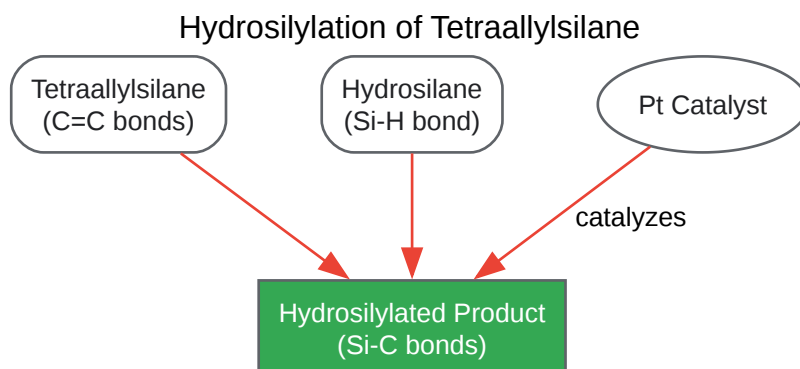 Hydrosilylation of Tetraallylsilane
Tetraallylsilane
(C=C bonds)
Hydrosilane
(Si-H bond)
Pt Catalyst
catalyzes
Hydrosilylated Product
(Si-C bonds)